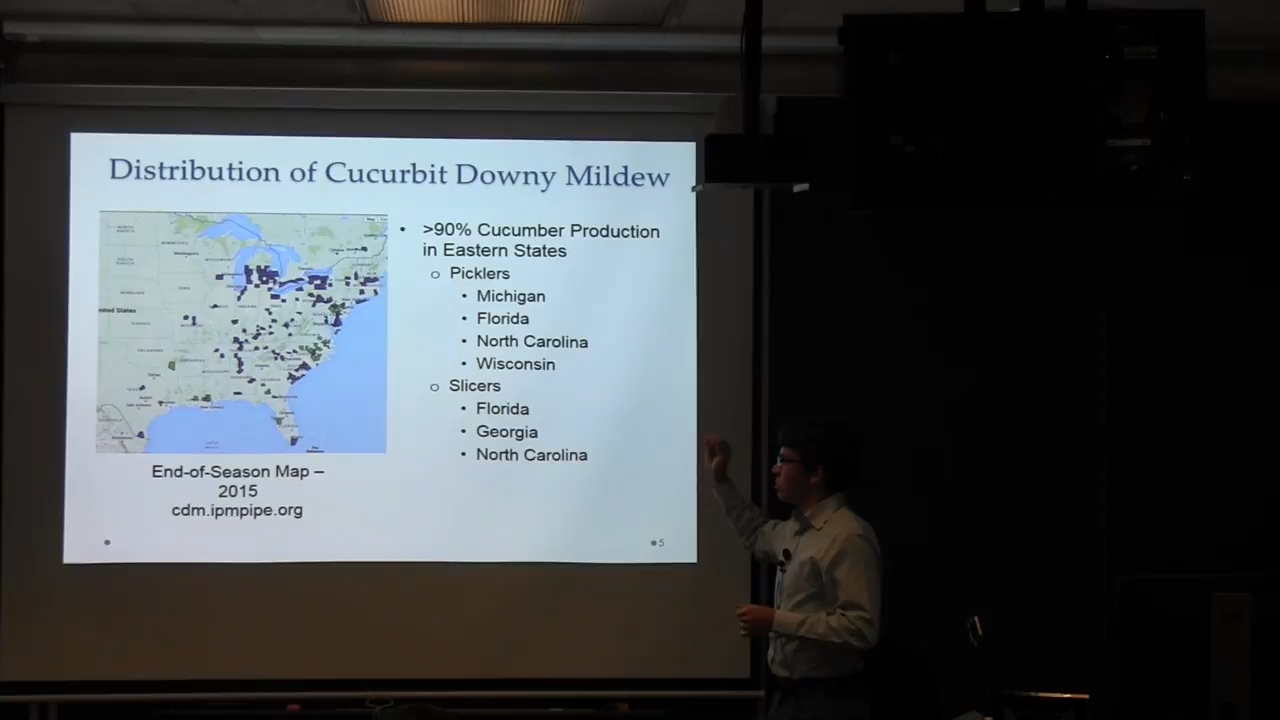 Distribution of Cucurbit Downy Mildew
• >90% Cucumber Production
in Eastern States
o Picklers
• Michigan
• Florida
• North Carolina
• Wisconsin
o Slicers
• Florida
• Georgia
• North Carolina
End-of-Season Map –
2015
cdm.ipmpipe.org
5